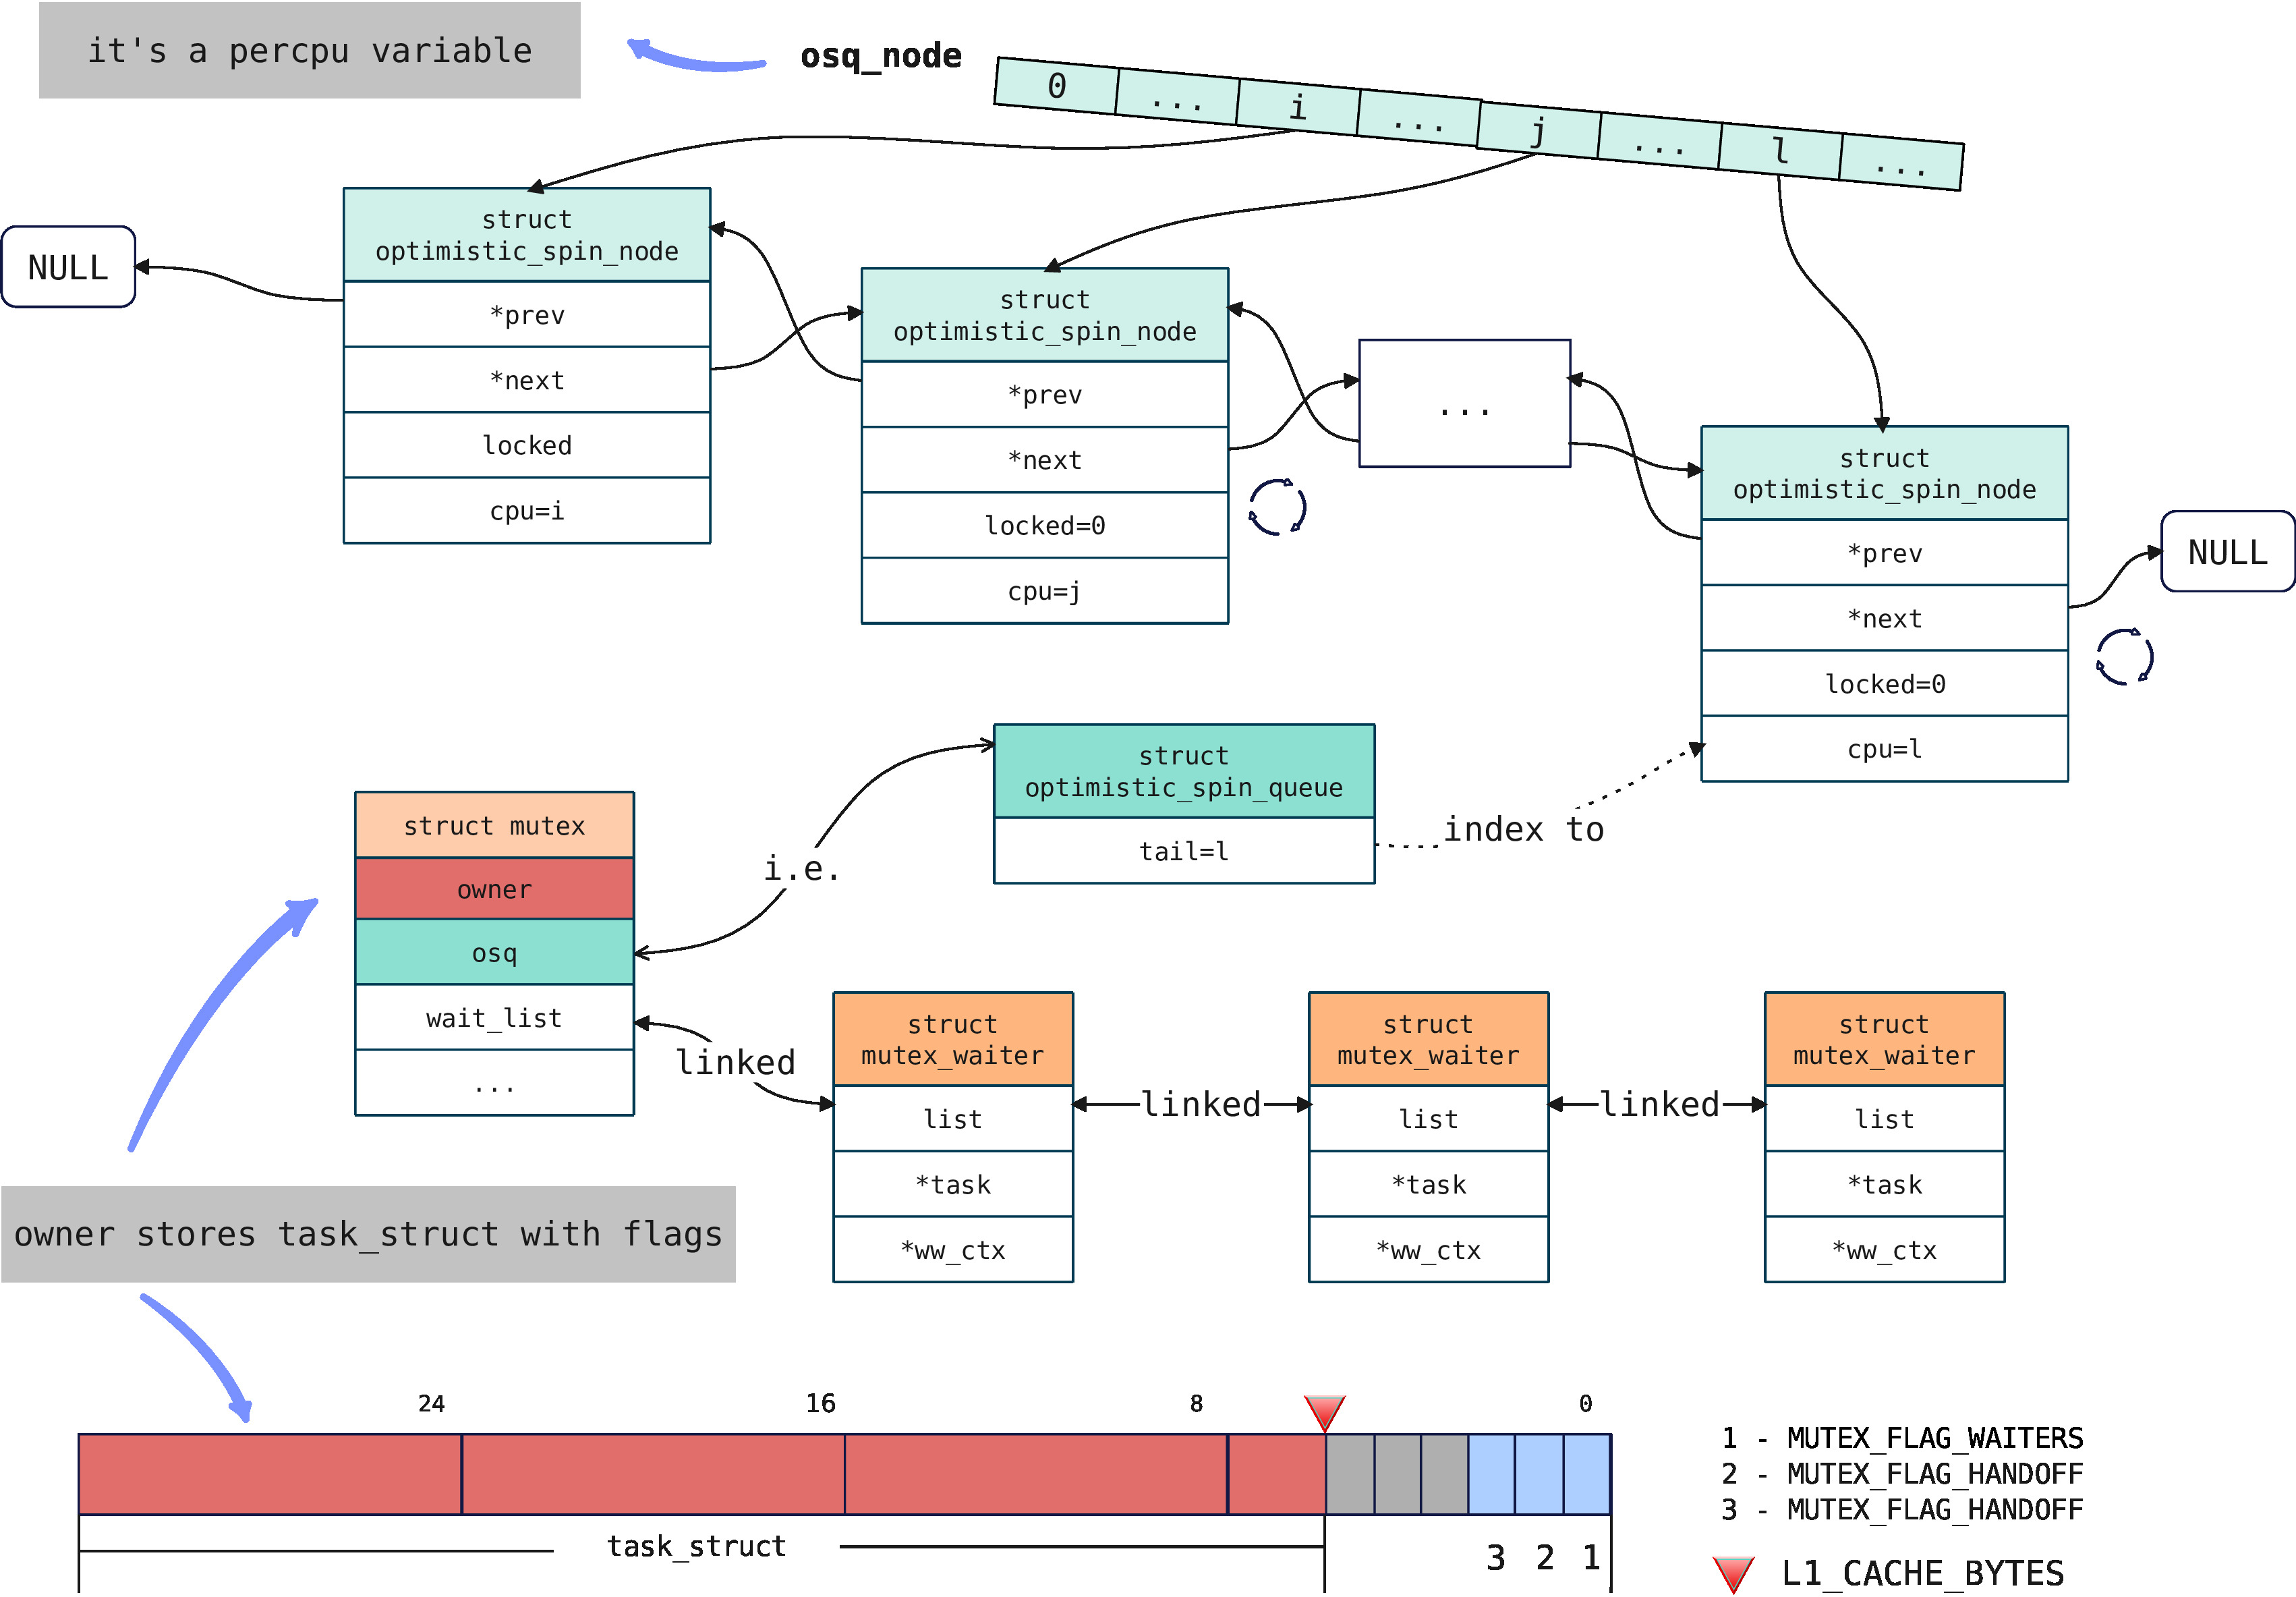 it's a percpu variable
osq_node
0
...
i
...
j
...
l
...
NULL
struct
optimistic_spin_node
*prev
*next
locked
cpu=i
struct
optimistic_spin_node
*prev
*next
locked=0
cpu=j
...
struct
optimistic_spin_node
*prev
*next
locked=0
cpu=l
NULL
struct
optimistic_spin_queue
tail=l
index to
i.e.
struct mutex
owner
osq
wait_list
...
linked
struct
mutex_waiter
list
*task
*ww_ctx
linked
struct
mutex_waiter
list
*task
*ww_ctx
linked
struct
mutex_waiter
list
*task
*ww_ctx
owner stores task_struct with flags
24
16
8
0
task_struct
3
2
1
1 - MUTEX_FLAG_WAITERS
2 - MUTEX_FLAG_HANDOFF
3 - MUTEX_FLAG_HANDOFF
L1_CACHE_BYTES